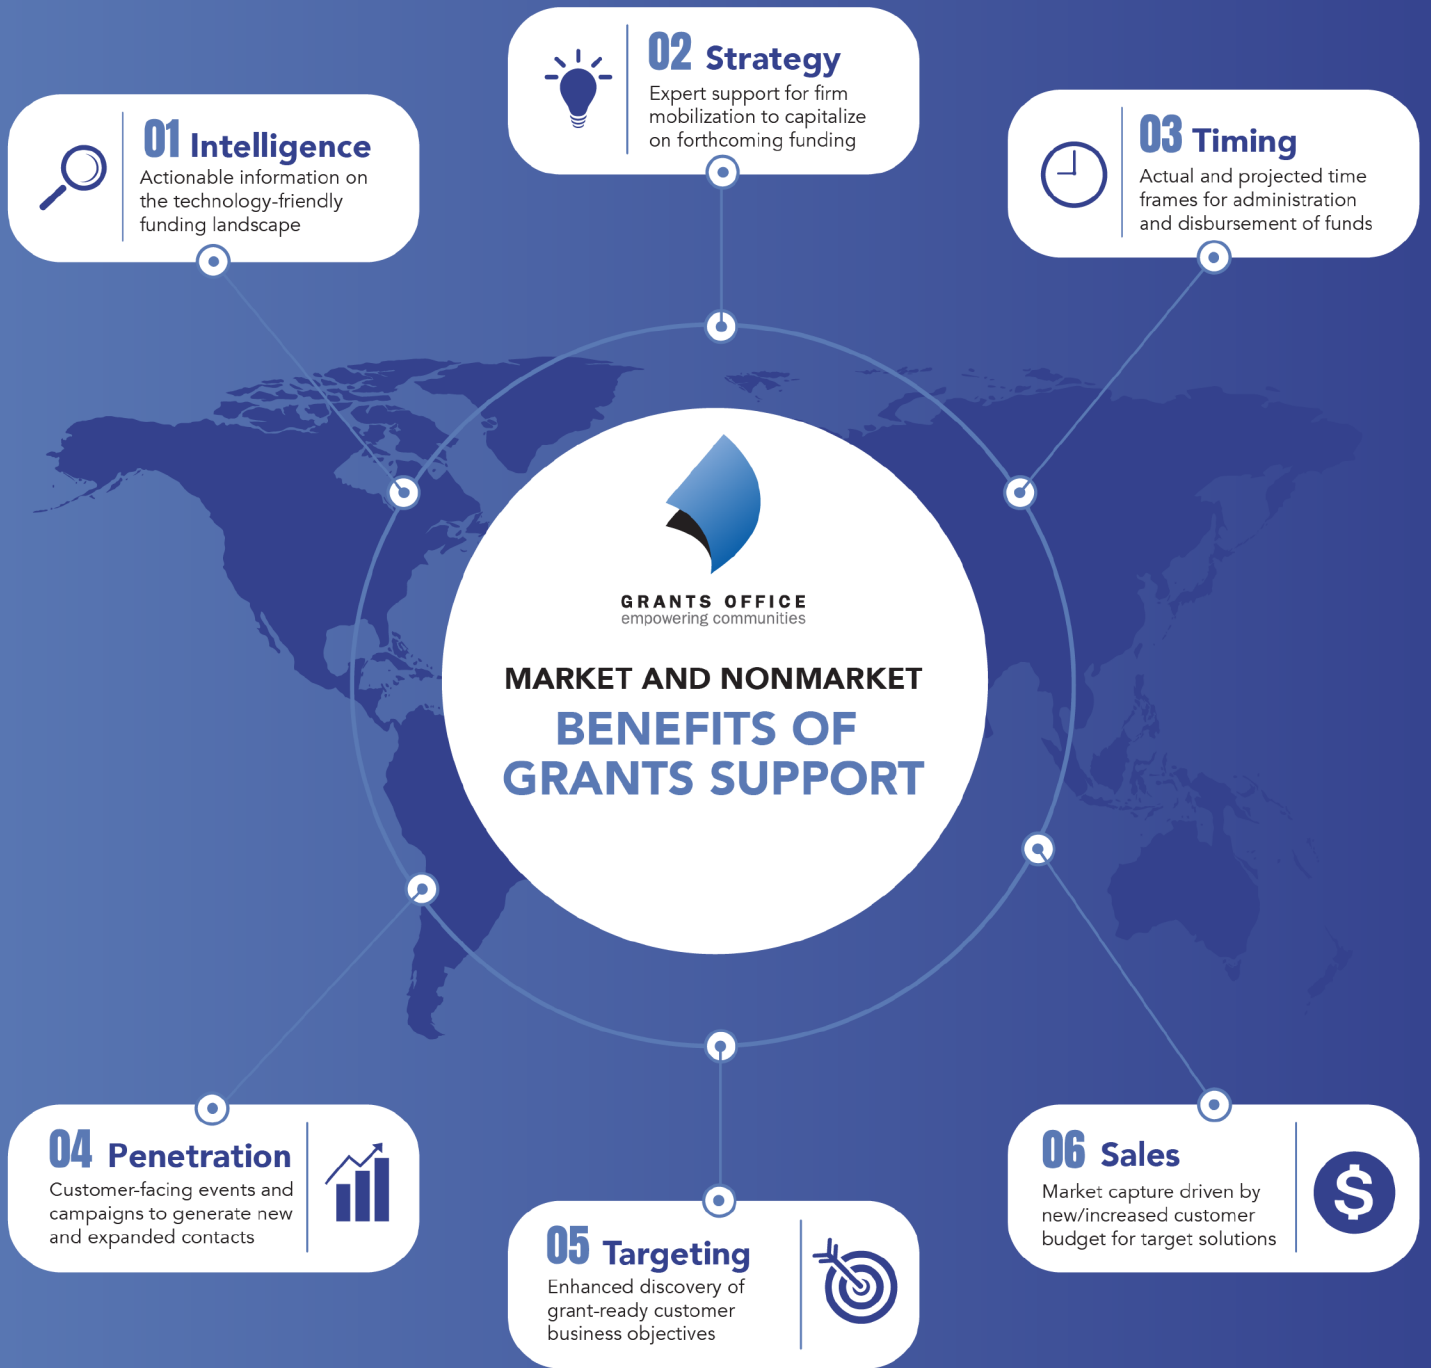 01 Intelligence
Actionable information on
the technology-friendly
funding landscape
02 Strategy
Expert support for firm
mobilization to capitalize
on forthcoming funding
03 Timing
Actual and projected time
frames for administration
and disbursement of funds
GRANTS OFFICE
empowering communities
MARKET AND NONMARKET
BENEFITS OF
GRANTS SUPPORT
04 Penetration
Customer-facing events and
campaigns to generate new
and expanded contacts
05 Targeting
Enhanced discovery of
grant-ready customer
business objectives
06 Sales
Market capture driven by
new/increased customer
budget for target solutions
$